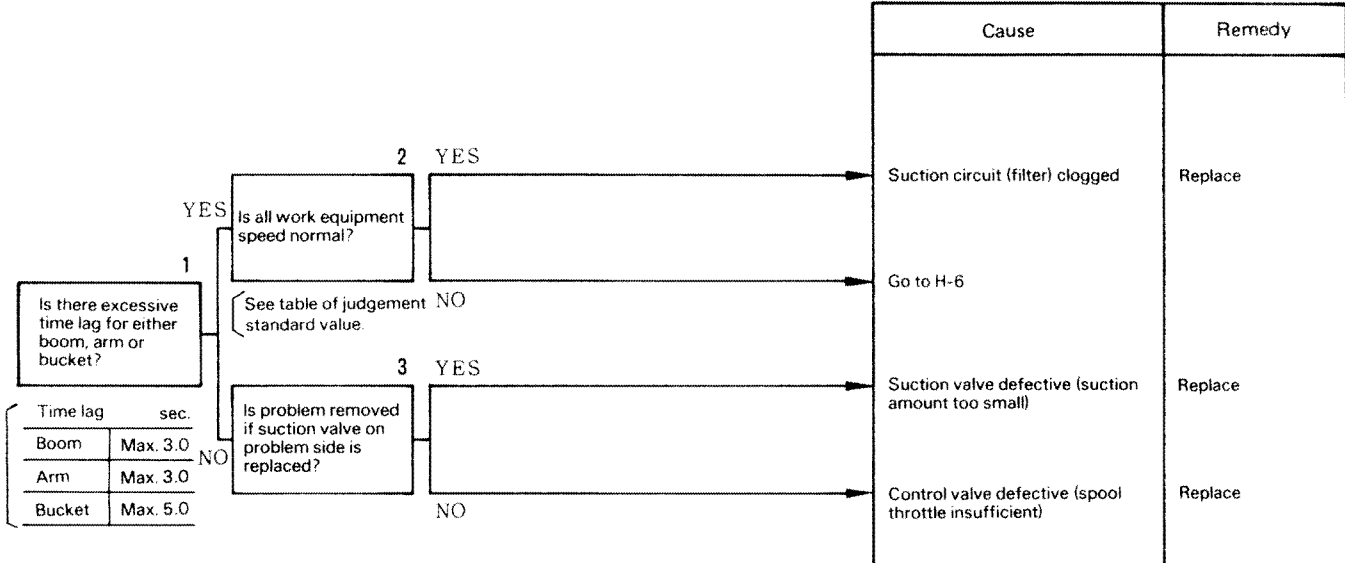 Cause
Remedy
2 YES
Suction circuit (filter) clogged
Replace
YES
Is all work equipment
speed normal?
1
Is there excessive
time lag for either
boom, arm or
bucket?
See table of judgement
standard value.
NO
Go to H-6
3 YES
Suction valve defective (suction
amount too small)
Replace
Time lag sec.
Boom Max. 3.0
Arm Max. 3.0
Bucket Max. 5.0
NO
Is problem removed
if suction valve on
problem side is
replaced?
NO
Control valve defective (spool
throttle insufficient)
Replace